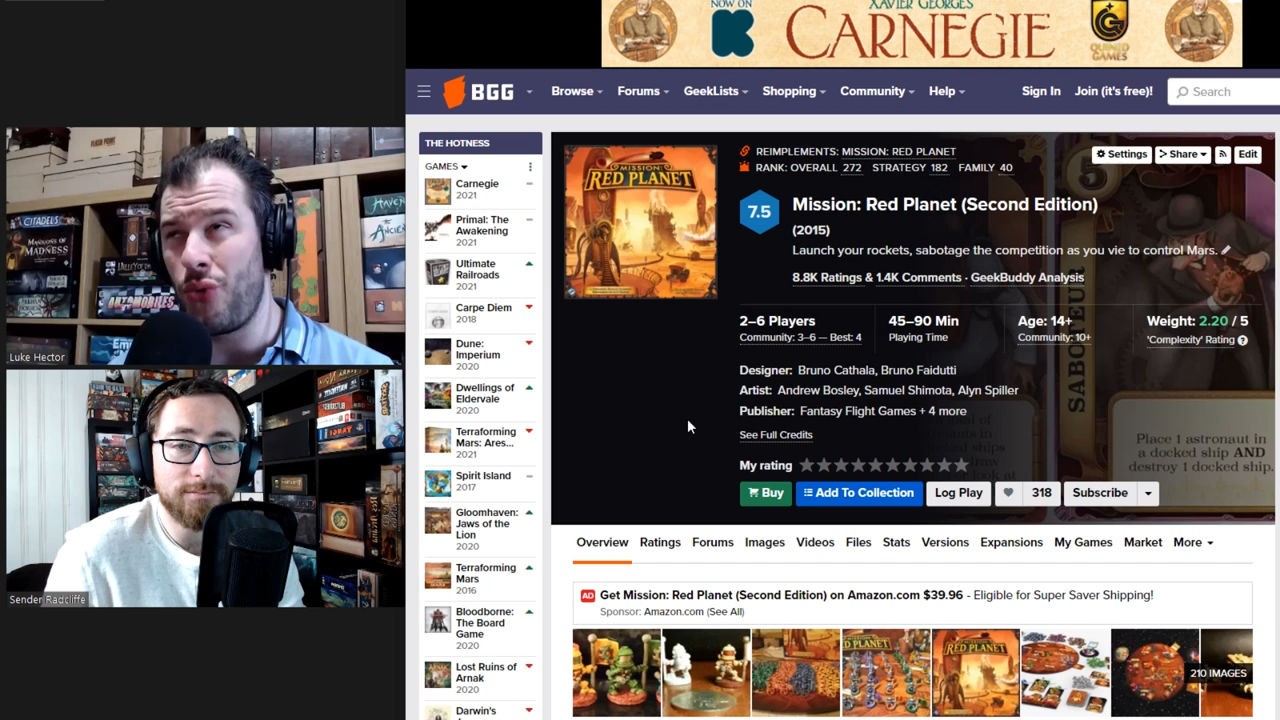 NOW ON
XAVIER GEORGES
CARNEGIE
QUINED
GAMES
BGG
Browse
Forums
GeekLists
Shopping
Community
Help
Sign In
Join (it's free!)
Search
THE HOTNESS
GAMES
Carnegie
2021
Primal: The
Awakening
2021
Ultimate
Railroads
2021
Carpe Diem
2018
Dune:
Imperium
2020
Dwellings of
Eldervale
2020
Terraforming
Mars: Ares...
2021
Spirit Island
2017
Gloomhaven:
Jaws of the
Lion
2020
Terraforming
Mars
2016
Bloodborne:
The Board
Game
2020
Lost Ruins of
Arnak
2020
Darwin's
MISSION:
RED PLANET
REIMPLEMENTS: MISSION: RED PLANET
RANK: OVERALL 272 STRATEGY 182 FAMILY 40
Settings
Share
Edit
7.5
Mission: Red Planet (Second Edition)
(2015)
Launch your rockets, sabotage the competition as you vie to control Mars.
8.8K Ratings & 1.4K Comments · GeekBuddy Analysis
2–6 Players
Community: 3–6 — Best: 4
45–90 Min
Playing Time
Age: 14+
Community: 10+
Weight: 2.20 / 5
'Complexity' Rating
Designer: Bruno Cathala, Bruno Faidutti
Artist: Andrew Bosley, Samuel Shimota, Alyn Spiller
Publisher: Fantasy Flight Games + 4 more
See Full Credits
My rating
Buy
Add To Collection
Log Play
318
Subscribe
SABOTEUR
Place 1 astronaut in
a docked ship AND
destroy 1 docked ship.
Overview
Ratings
Forums
Images
Videos
Files
Stats
Versions
Expansions
My Games
Market
More
AD
Get Mission: Red Planet (Second Edition) on Amazon.com $39.96 - Eligible for Super Saver Shipping!
Sponsor: Amazon.com (See All)
RED PLANET
210 IMAGES
CITADELS
MANSIONS OF
MADNESS
AUTOMOBILES
HAVEN
Luke Hector
Sender Radcliffe